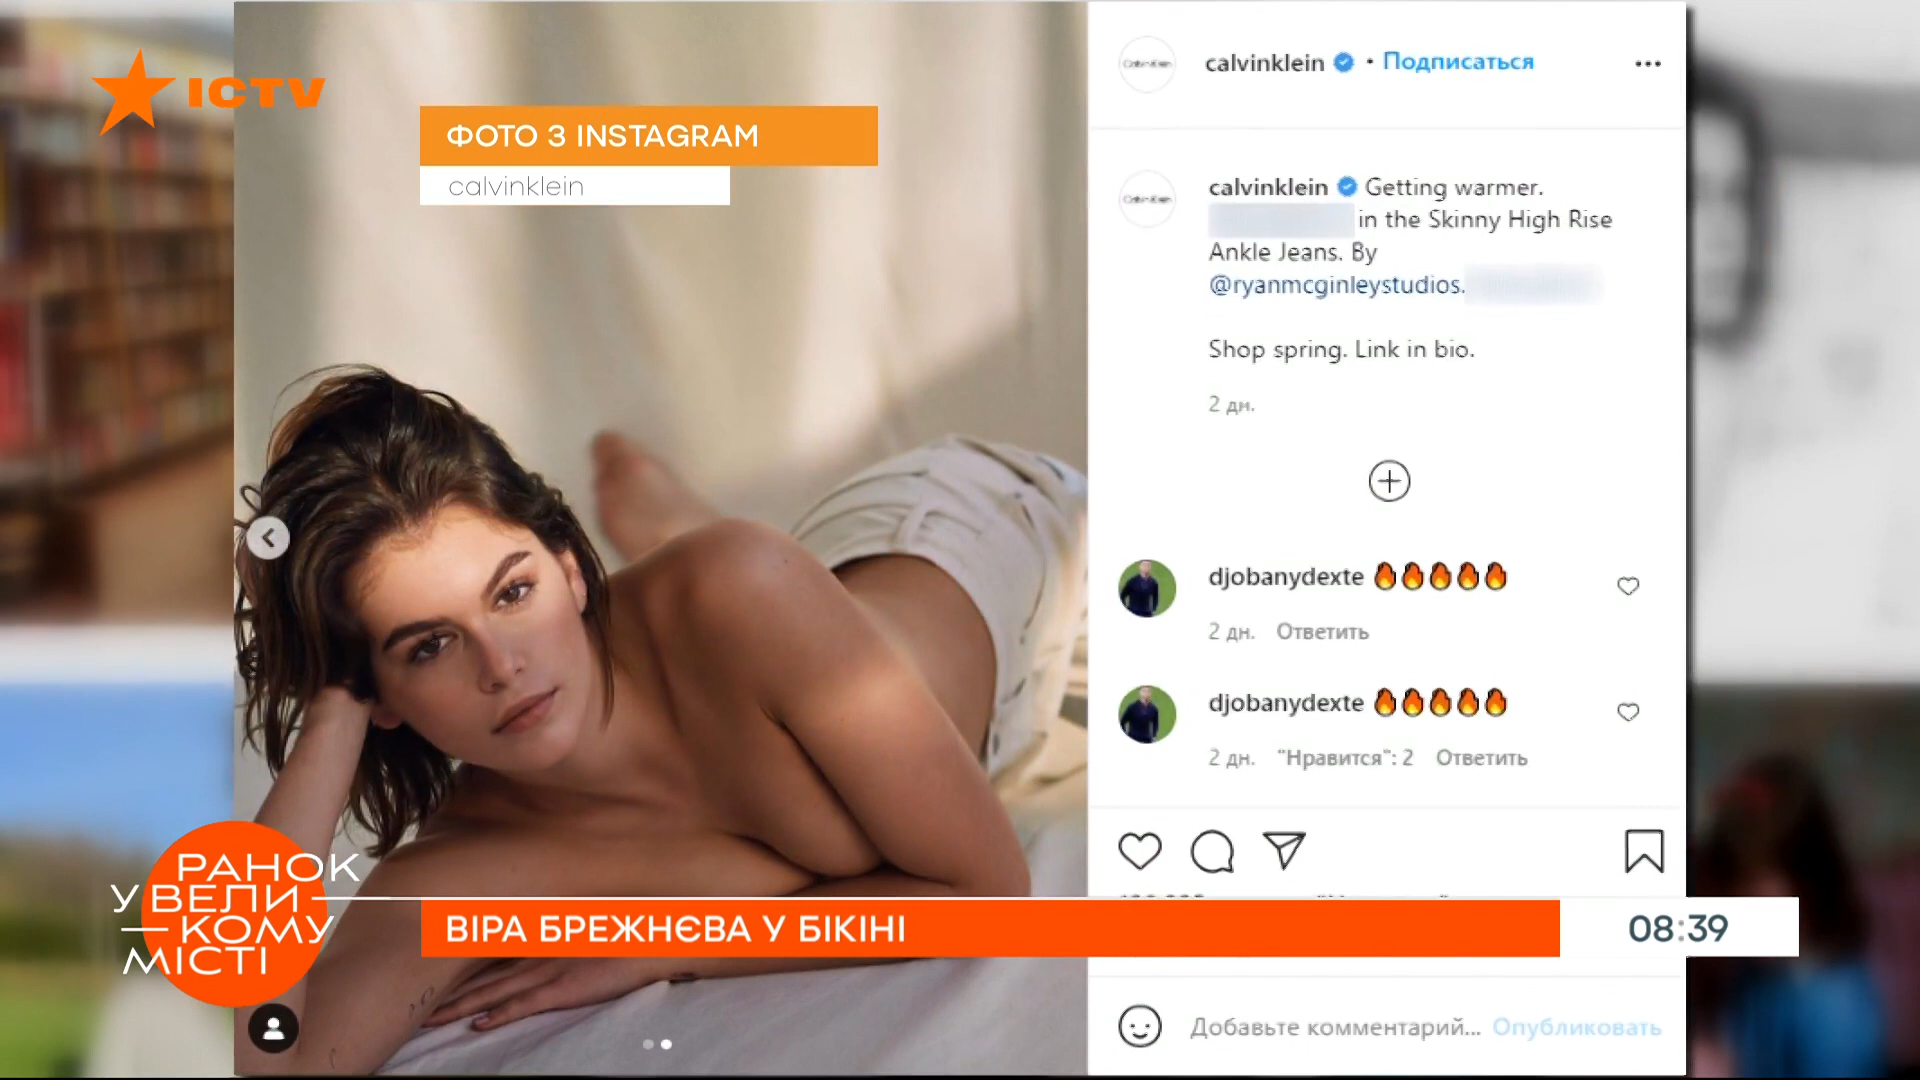 ICTV
ФОТО З INSTAGRAM
calvinklein
calvinklein • Подписаться
calvinklein Getting warmer.
in the Skinny High Rise
Ankle Jeans. By
@ryanmcginleystudios.
Shop spring. Link in bio.
2 дн.
djobanydexte 🔥🔥🔥🔥🔥
2 дн. Ответить
djobanydexte 🔥🔥🔥🔥🔥
2 дн. "Нравится": 2 Ответить
РАНОК
У ВЕЛИ
—КОМУ
МІСТІ
ВІРА БРЕЖНЄВА У БІКІНІ
08:39
Добавьте комментарий... Опубликовать